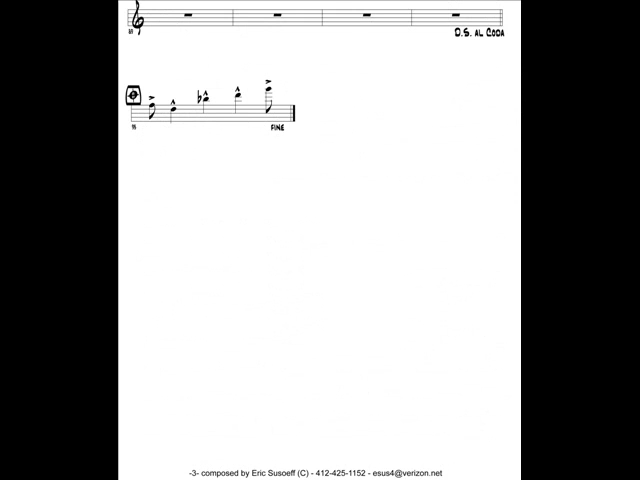 D.S. AL CODA
FINE
-3- composed by Eric Susoeff (C) - 412-425-1152 - esus4@verizon.net